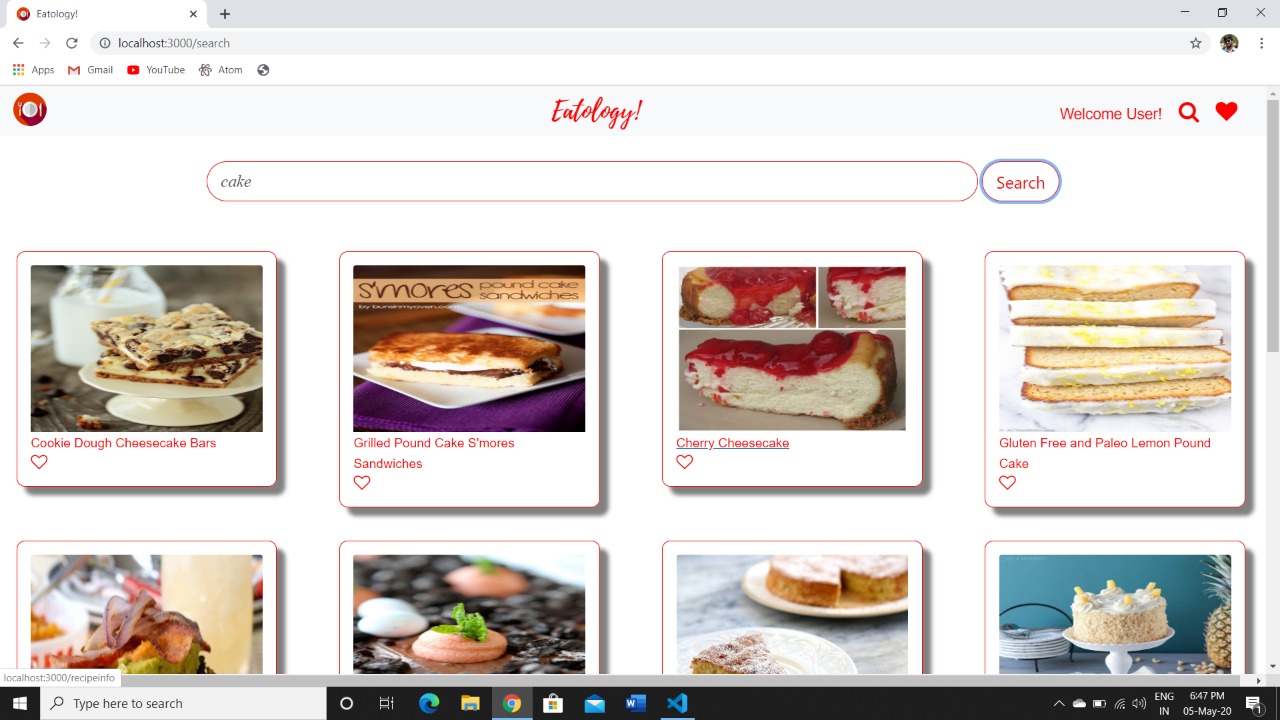 Eatology!
localhost:3000/search
Apps
Gmail
YouTube
Atom
Eatology!
Welcome User!
cake
Search
S'mores pound cake
sandwiches
by bunsinmyoven.com
Cookie Dough Cheesecake Bars
Grilled Pound Cake S'mores
Sandwiches
Cherry Cheesecake
Gluten Free and Paleo Lemon Pound
Cake
localhost:3000/recipeinfo
Type here to search
ENG
IN
6:47 PM
05-May-20
1